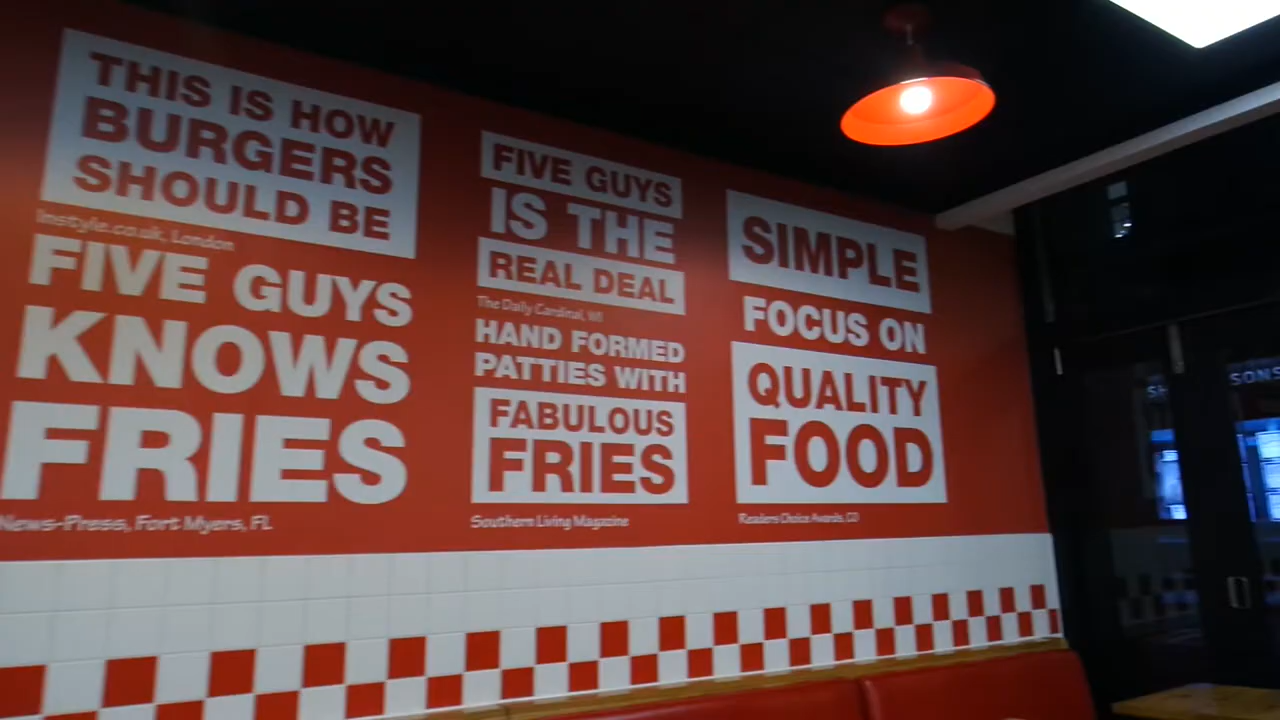 THIS IS HOW
BURGERS
SHOULD BE
Instyle.co.uk, London
FIVE GUYS
KNOWS
FRIES
News-Press, Fort Myers, FL
FIVE GUYS
IS THE
REAL DEAL
The Daily Cardinal, WI
HAND FORMED
PATTIES WITH
FABULOUS
FRIES
Southern Living Magazine
SIMPLE
FOCUS ON
QUALITY
FOOD
Readers Choice Awards, CO
SONS